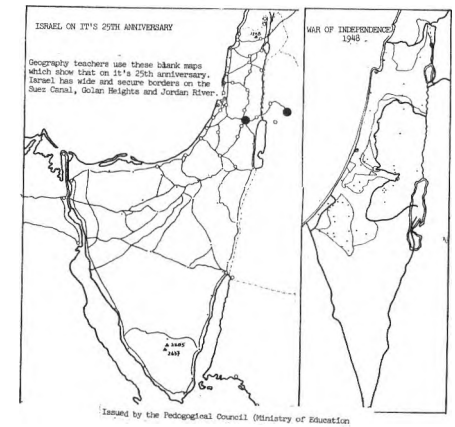 ISRAEL ON IT'S 25TH ANNIVERSARY
Geography teachers use these blank maps
which show that on it's 25th anniversary.
Israel has wide and secure borders on the
Suez Canal, Golan Heights and Jordan River.
WAR OF INDEPENDENCE
1948
2685
2637
Issued by the Pedogogical Council (Ministry of Education